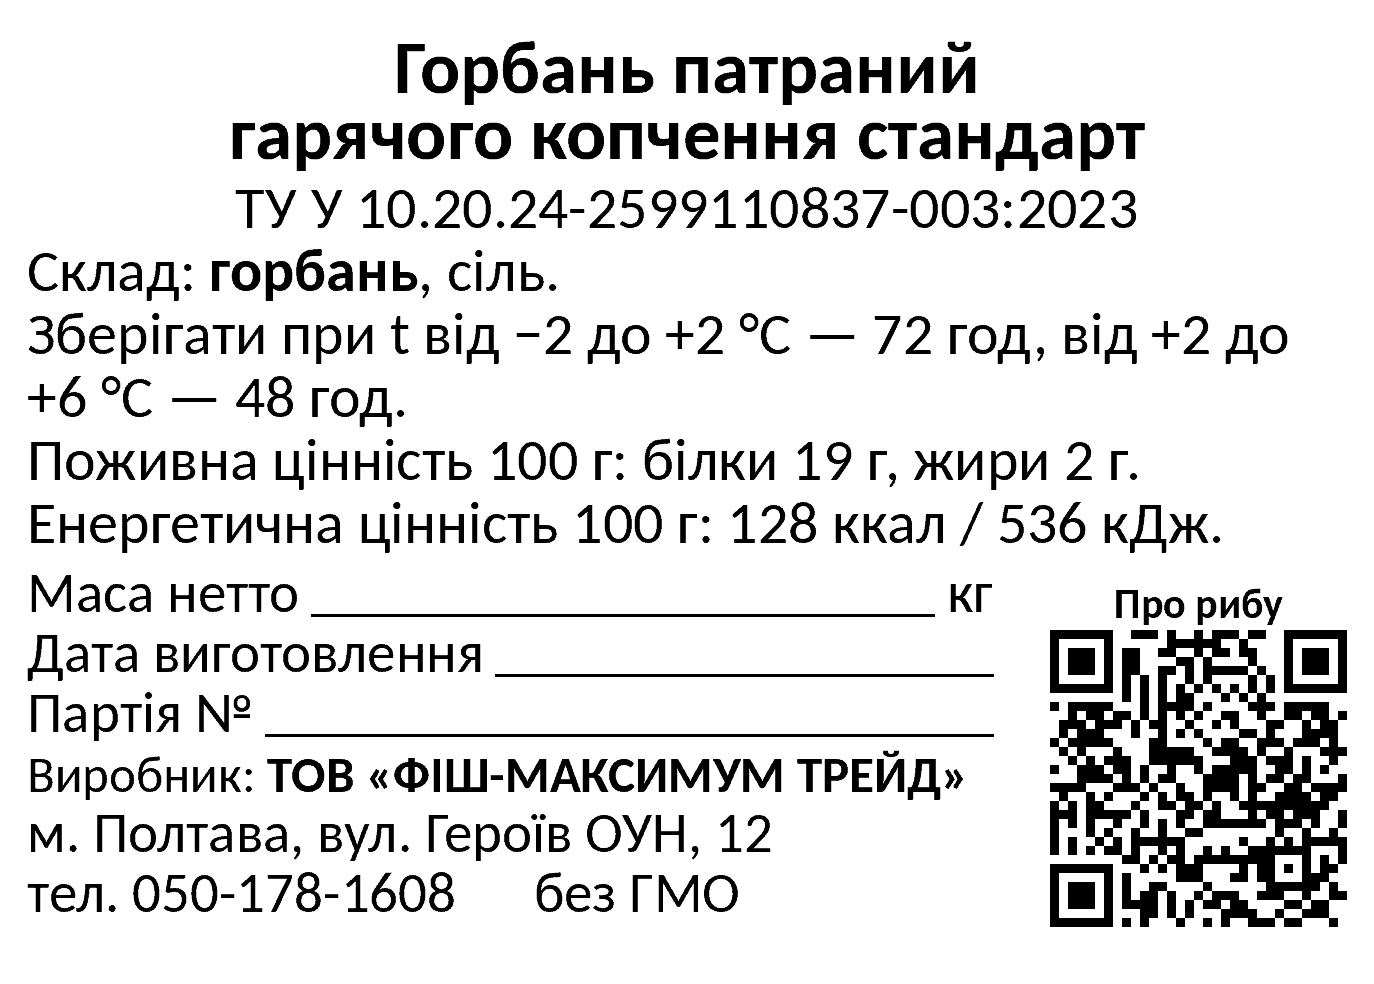 Горбань патраний
гарячого копчення стандарт
ТУ У 10.20.24-2599110837-003:2023
Склад: горбань, сіль.
Зберігати при t від −2 до +2 °C — 72 год, від +2 до
+6 °C — 48 год.
Поживна цінність 100 г: білки 19 г, жири 2 г.
Енергетична цінність 100 г: 128 ккал / 536 кДж.
Маса нетто ____________________ кг
Дата виготовлення ________________
Партія № ________________________
Про рибу
Виробник: ТОВ «ФІШ-МАКСИМУМ ТРЕЙД»
м. Полтава, вул. Героїв ОУН, 12
тел. 050-178-1608 без ГМО